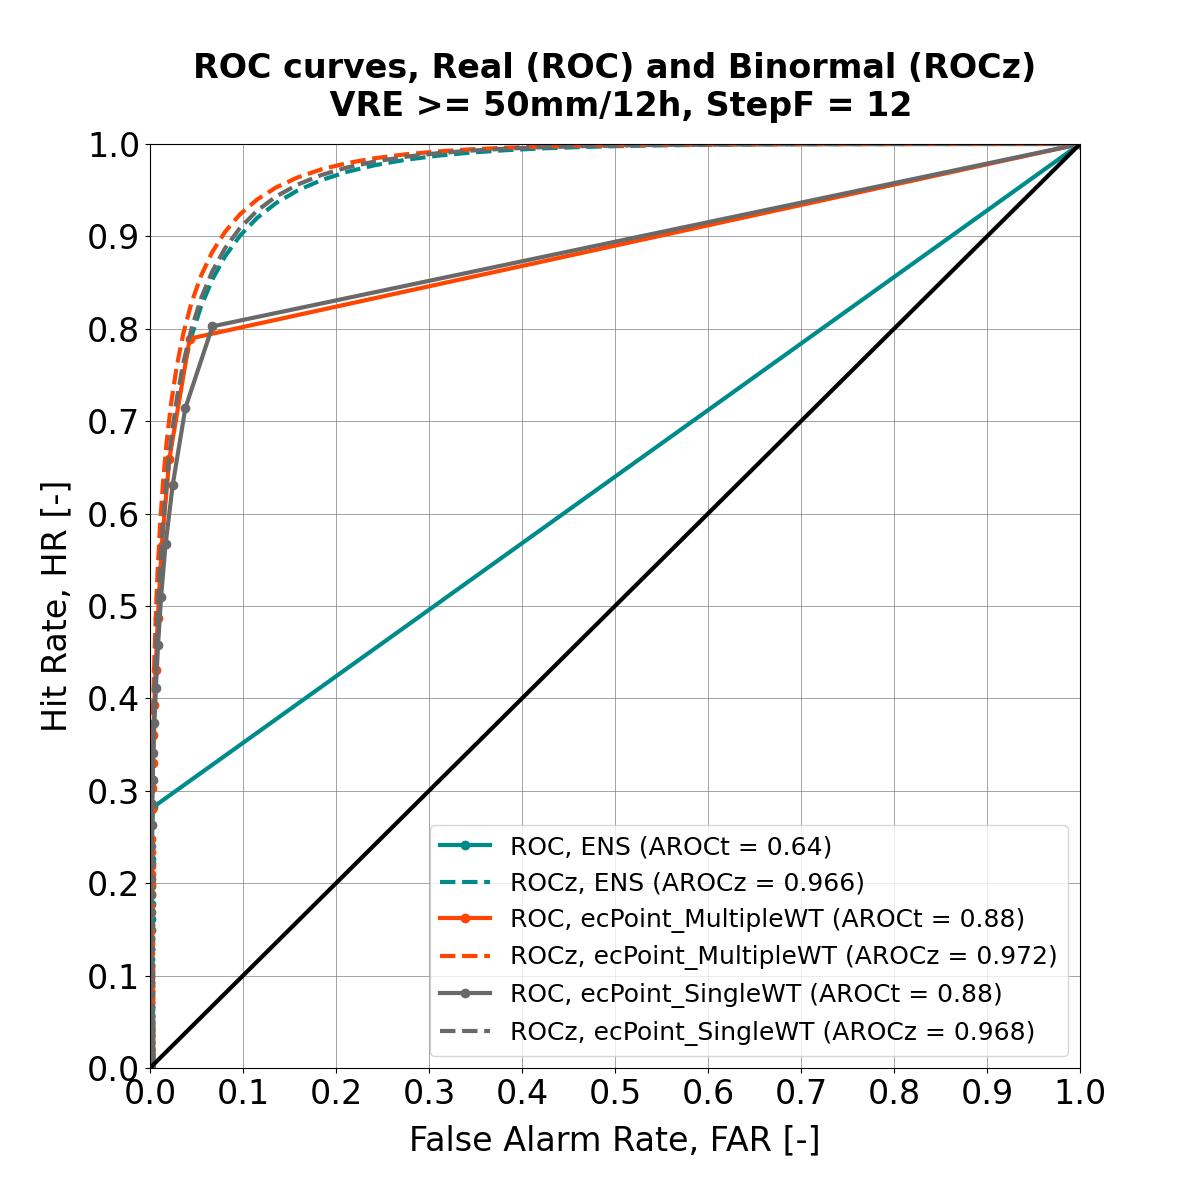 ROC curves, Real (ROC) and Binormal (ROCz)
VRE >= 50mm/12h, StepF = 12
1.0
0.9
0.8
0.7
0.6
0.5
0.4
0.3
0.2
0.1
0.0
Hit Rate, HR [-]
ROC, ENS (AROCt = 0.64)
ROCz, ENS (AROCz = 0.966)
ROC, ecPoint_MultipleWT (AROCt = 0.88)
ROCz, ecPoint_MultipleWT (AROCz = 0.972)
ROC, ecPoint_SingleWT (AROCt = 0.88)
ROCz, ecPoint_SingleWT (AROCz = 0.968)
0.0 0.1 0.2 0.3 0.4 0.5 0.6 0.7 0.8 0.9 1.0
False Alarm Rate, FAR [-]